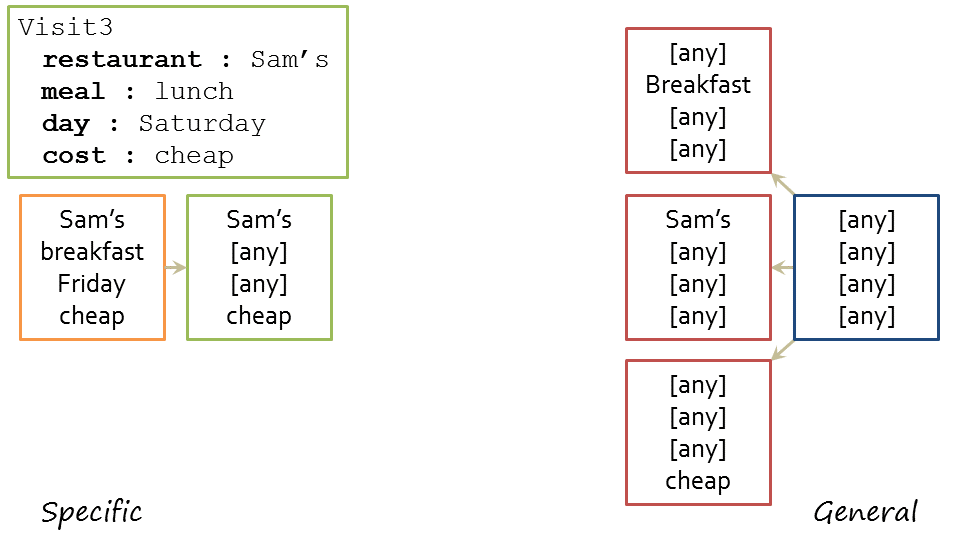 Visit3
restaurant : Sam’s
meal : lunch
day : Saturday
cost : cheap
Sam’s
breakfast
Friday
cheap
Sam’s
[any]
[any]
cheap
[any]
Breakfast
[any]
[any]
Sam’s
[any]
[any]
[any]
[any]
[any]
[any]
cheap
[any]
[any]
[any]
[any]
Specific
General